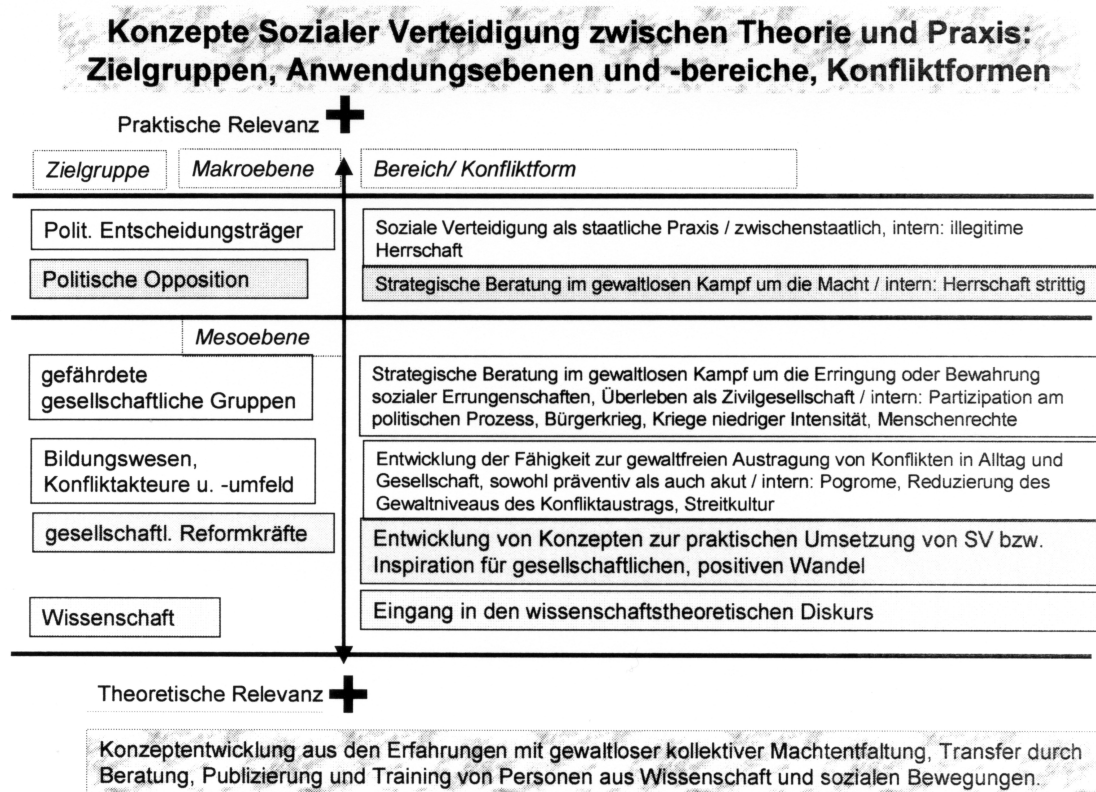 Konzepte Sozialer Verteidigung zwischen Theorie und Praxis:
Zielgruppen, Anwendungsebenen und -bereiche, Konfliktformen
Praktische Relevanz +
Zielgruppe
Makroebene
Bereich/ Konfliktform
Polit. Entscheidungsträger
Soziale Verteidigung als staatliche Praxis / zwischenstaatlich, intern: illegitime
Herrschaft
Politische Opposition
Strategische Beratung im gewaltlosen Kampf um die Macht / intern: Herrschaft strittig
Mesoebene
gefährdete
gesellschaftliche Gruppen
Strategische Beratung im gewaltlosen Kampf um die Erringung oder Bewahrung
sozialer Errungenschaften, Überleben als Zivilgesellschaft / intern: Partizipation am
politischen Prozess, Bürgerkrieg, Kriege niedriger Intensität, Menschenrechte
Bildungswesen,
Konfliktakteure u. -umfeld
Entwicklung der Fähigkeit zur gewaltfreien Austragung von Konflikten in Alltag und
Gesellschaft, sowohl präventiv als auch akut / intern: Pogrome, Reduzierung des
Gewaltniveaus des Konfliktaustrags, Streitkultur
gesellschaftl. Reformkräfte
Entwicklung von Konzepten zur praktischen Umsetzung von SV bzw.
Inspiration für gesellschaftlichen, positiven Wandel
Wissenschaft
Eingang in den wissenschaftstheoretischen Diskurs
Theoretische Relevanz +
Konzeptentwicklung aus den Erfahrungen mit gewaltloser kollektiver Machtentfaltung, Transfer durch
Beratung, Publizierung und Training von Personen aus Wissenschaft und sozialen Bewegungen.